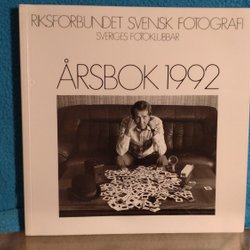 RIKSFÖRBUNDET SVENSK FOTOGRAFI
SVERIGES FOTOKLUBBAR
ÅRSBOK 1992